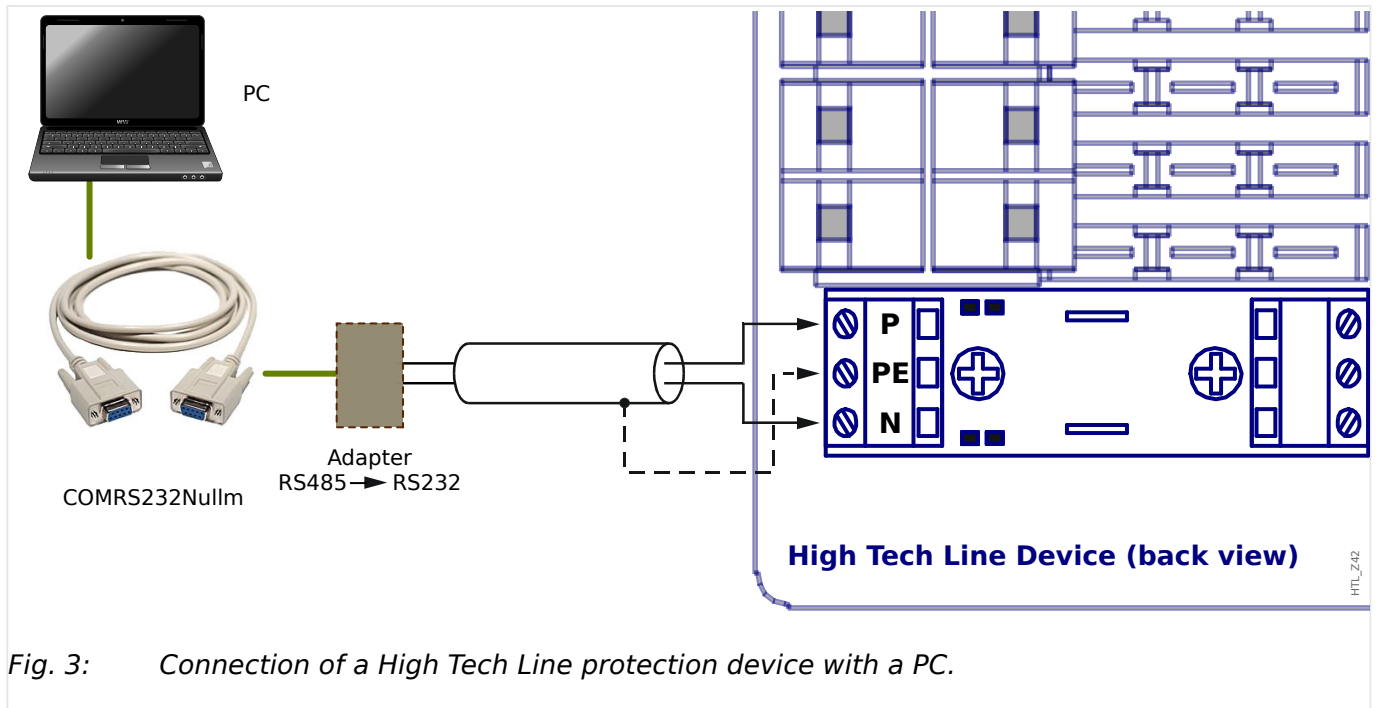 PC
COMRS232Nullm
Adapter
RS485 → RS232
P
PE
N
High Tech Line Device (back view)
HTL_Z42
Fig. 3: Connection of a High Tech Line protection device with a PC.